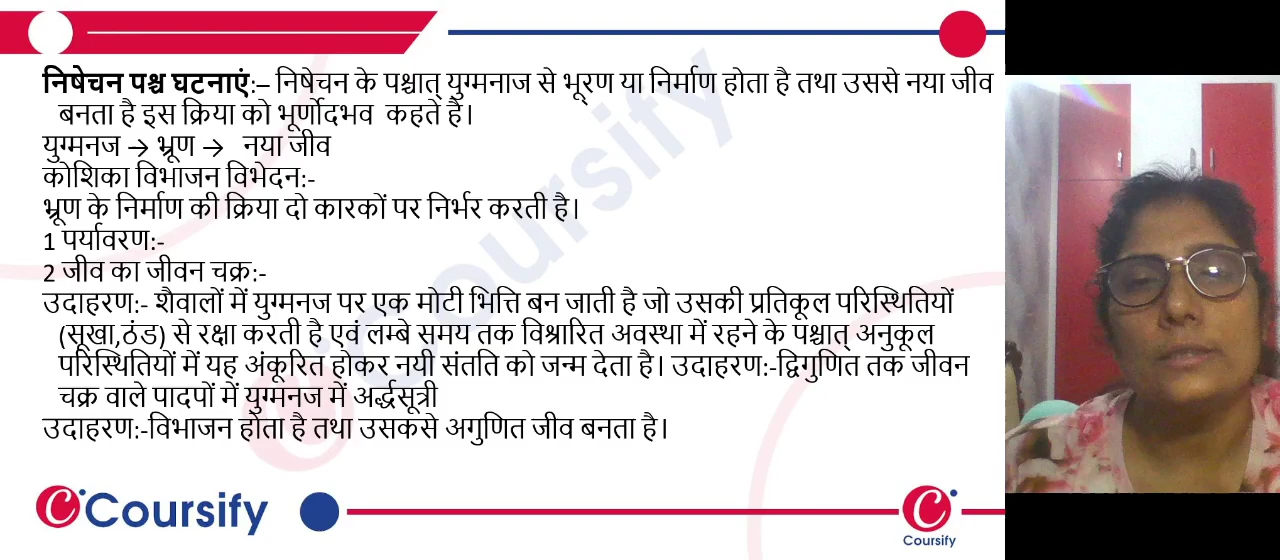 निषेचन पश्च घटनाएं:– निषेचन के पश्चात् युग्मनाज से भूर्ण या निर्माण होता है तथा उससे नया जीव
बनता है इस क्रिया को भूर्णोदभव कहते है।
युग्मनज → भ्रूण → नया जीव
कोशिका विभाजन विभेदन:-
भ्रूण के निर्माण की क्रिया दो कारकों पर निर्भर करती है।
1 पर्यावरण:-
2 जीव का जीवन चक्र:-
उदाहरण:- शैवालों में युग्मनज पर एक मोटी भित्ति बन जाती है जो उसकी प्रतिकूल परिस्थितियों
(सूखा,ठंड) से रक्षा करती है एवं लम्बे समय तक विश्रारित अवस्था में रहने के पश्चात् अनुकूल
परिस्थितियों में यह अंकूरित होकर नयी संतति को जन्म देता है। उदाहरण:-द्विगुणित तक जीवन
चक्र वाले पादपों में युग्मनज में अर्द्धसूत्री
उदाहरण:-विभाजन होता है तथा उसकसे अगुणित जीव बनता है।
Coursify
Coursify
Coursify